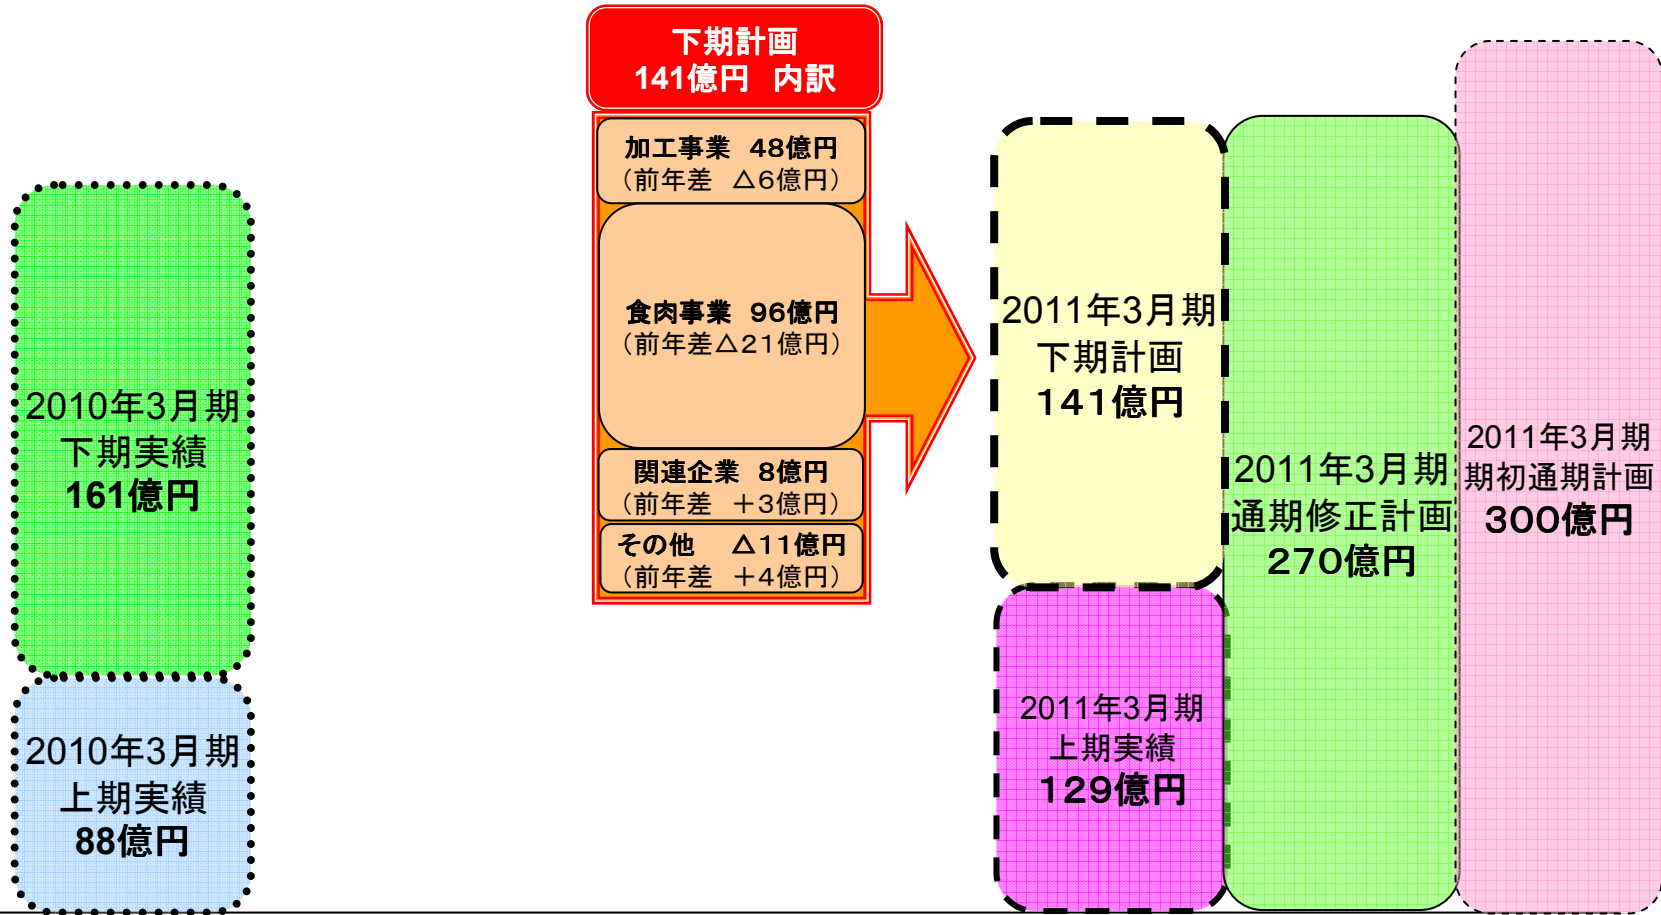 下期計画
141億円 内訳
加工事業 48億円
（前年差 △6億円）
食肉事業 96億円
（前年差△21億円）
関連企業 8億円
（前年差 ＋3億円）
その他 △11億円
（前年差 ＋4億円）
2010年3月期
下期実績
161億円
2010年3月期
上期実績
88億円
2011年3月期
下期計画
141億円
2011年3月期
上期実績
129億円
2011年3月期
通期修正計画
270億円
2011年3月期
期初通期計画
300億円